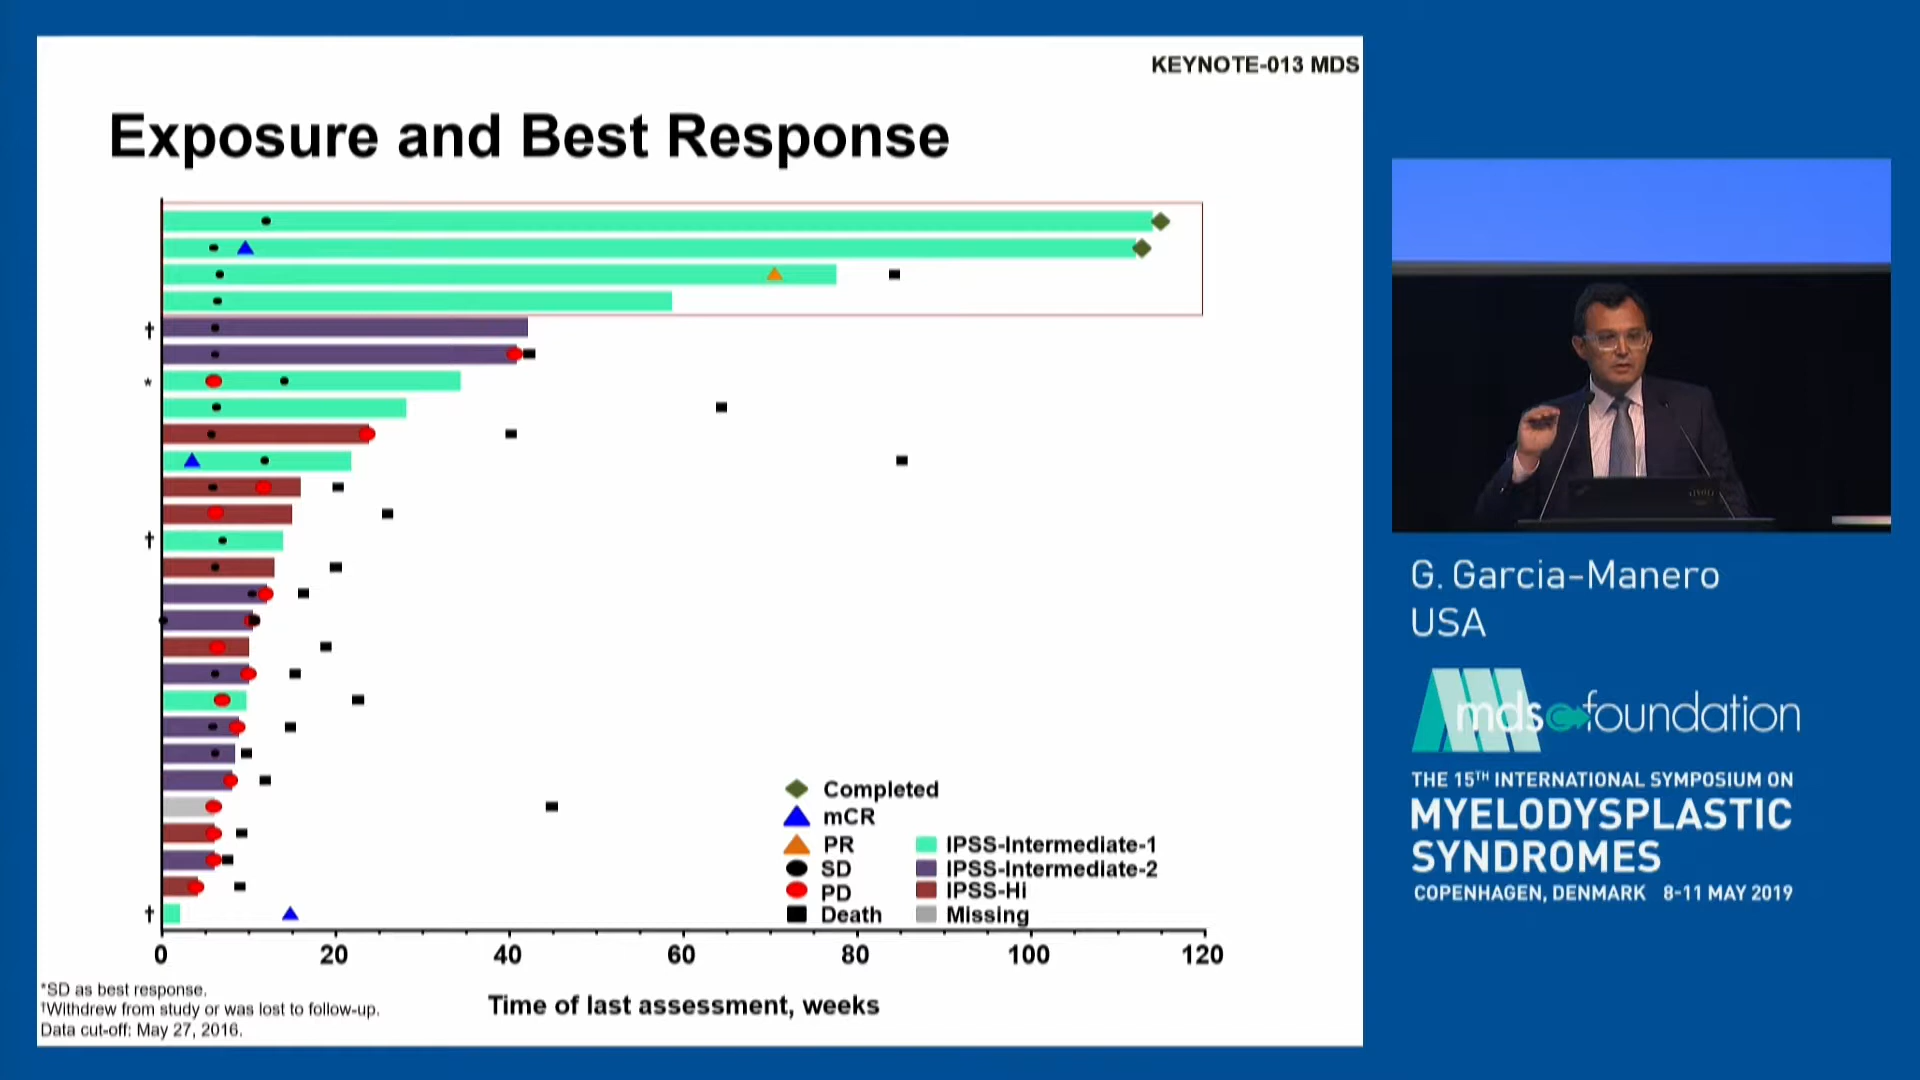 KEYNOTE-013 MDS
Exposure and Best Response
†
*
†
†
Completed
mCR
PR
SD
PD
Death
IPSS-Intermediate-1
IPSS-Intermediate-2
IPSS-Hi
Missing
0 20 40 60 80 100 120
Time of last assessment, weeks
*SD as best response.
†Withdrew from study or was lost to follow-up.
Data cut-off: May 27, 2016.
G. Garcia-Manero
USA
mds foundation
THE 15TH INTERNATIONAL SYMPOSIUM ON
MYELODYSPLASTIC
SYNDROMES
COPENHAGEN, DENMARK 8-11 MAY 2019